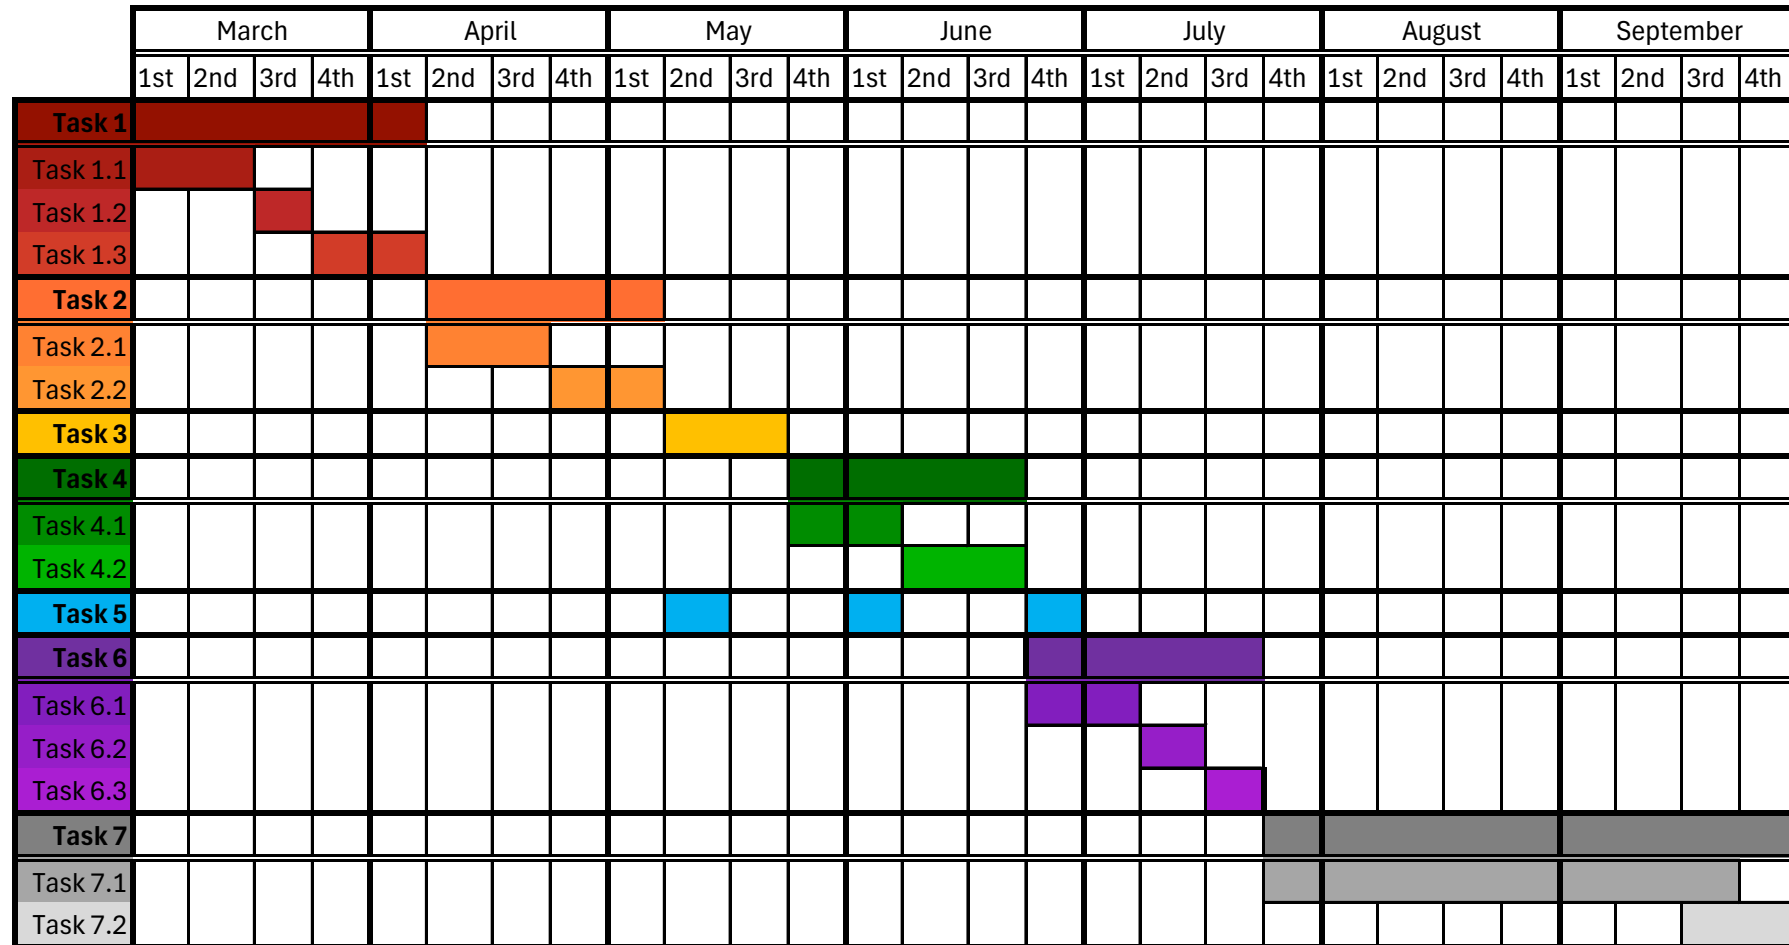 March April May June July August September
1st 2nd 3rd 4th 1st 2nd 3rd 4th 1st 2nd 3rd 4th 1st 2nd 3rd 4th 1st 2nd 3rd 4th 1st 2nd 3rd 4th 1st 2nd 3rd 4th
Task 1
Task 1.1
Task 1.2
Task 1.3
Task 2
Task 2.1
Task 2.2
Task 3
Task 4
Task 4.1
Task 4.2
Task 5
Task 6
Task 6.1
Task 6.2
Task 6.3
Task 7
Task 7.1
Task 7.2